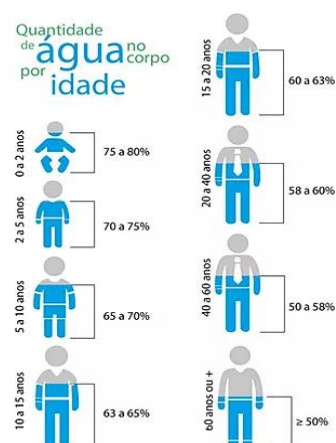 Quantidade
de água no
corpo
por idade
0 a 2 anos
75 a 80%
2 a 5 anos
70 a 75%
5 a 10 anos
65 a 70%
10 a 15 anos
63 a 65%
15 a 20 anos
60 a 63%
20 a 40 anos
58 a 60%
40 a 60 anos
50 a 58%
60 anos ou +
≥ 50%